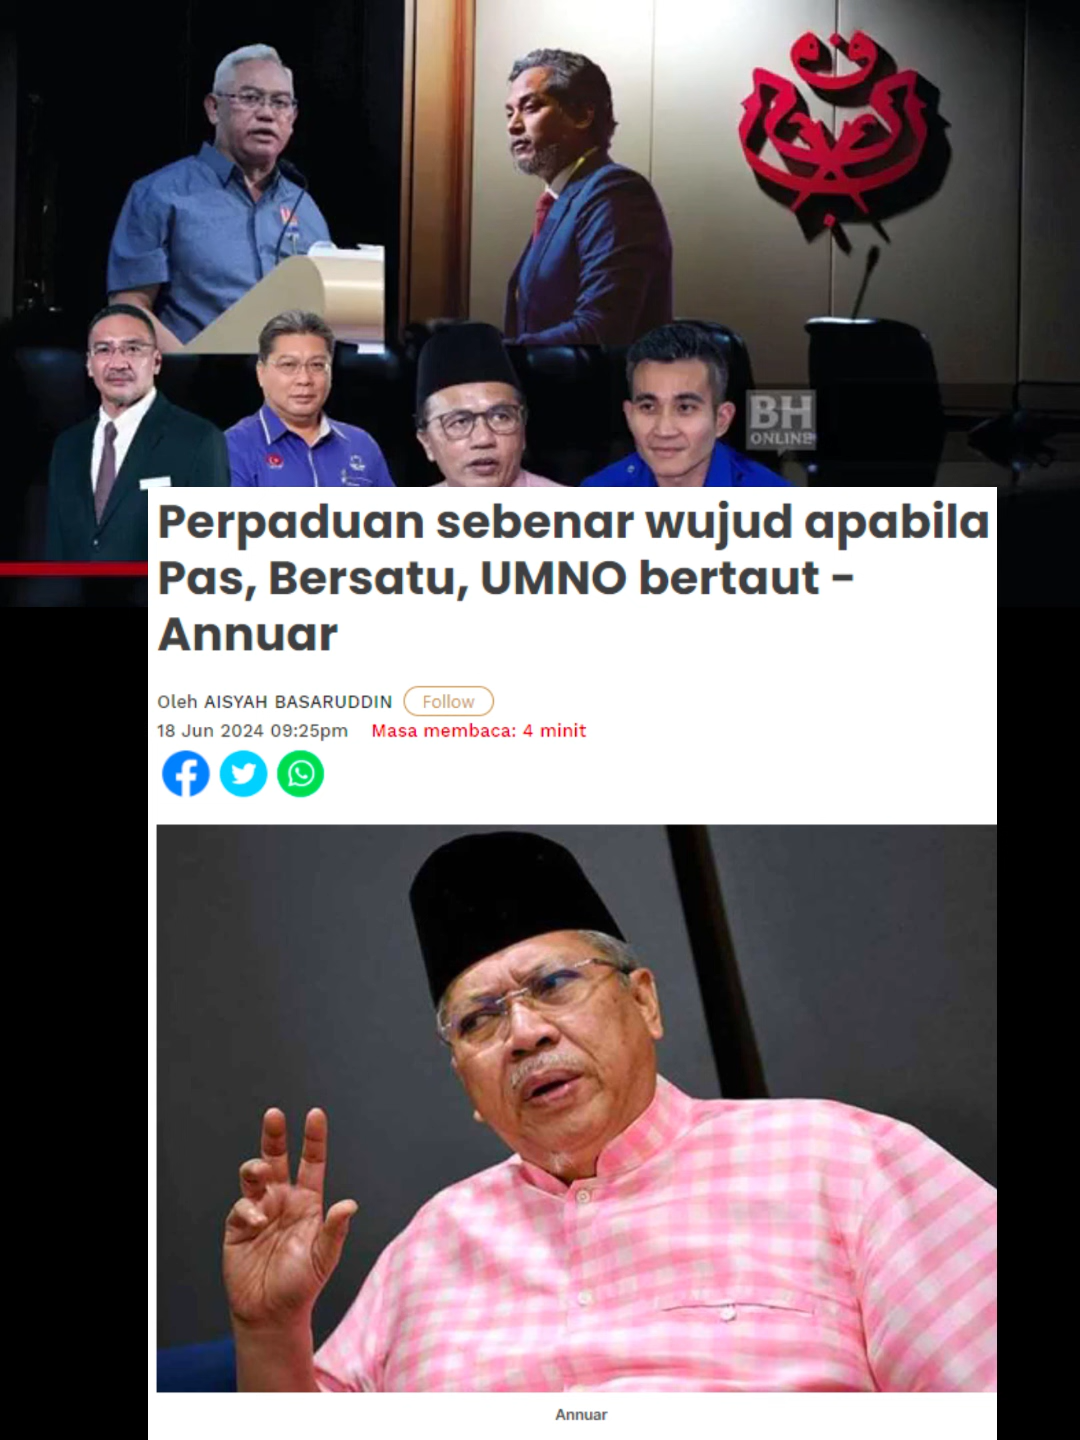 BH
ONLINE
Perpaduan sebenar wujud apabila
Pas, Bersatu, UMNO bertaut -
Annuar
Oleh AISYAH BASARUDDIN Follow
18 Jun 2024 09:25pm Masa membaca: 4 minit
Annuar